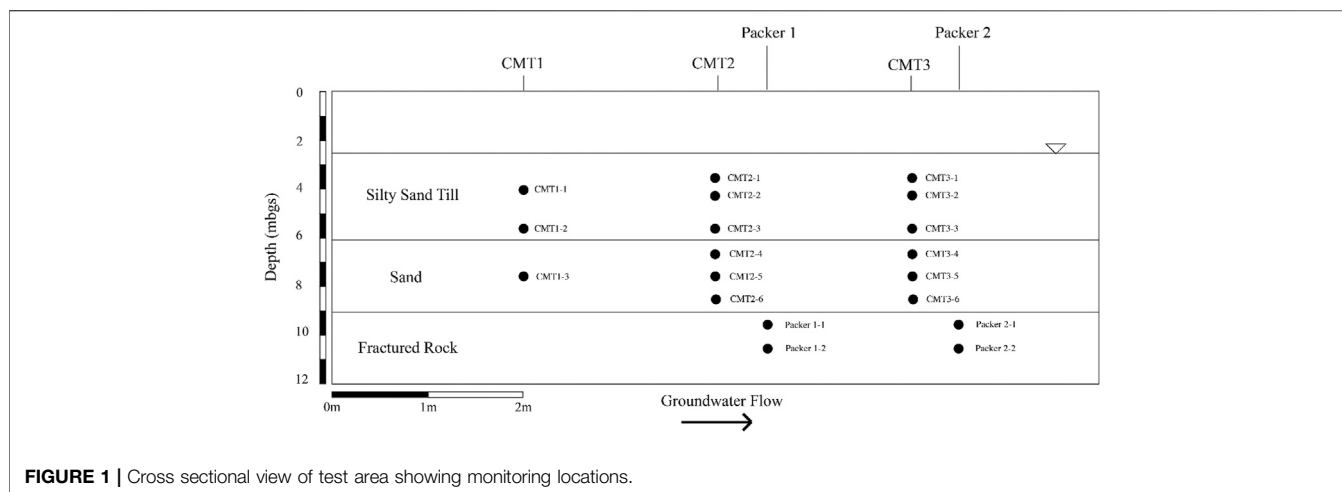 Packer 1
Packer 2
CMT1
CMT2
CMT3
0
2
4
6
8
10
12
Depth (mbgs)
Silty Sand Till
CMT1-1
CMT1-2
CMT2-1
CMT2-2
CMT2-3
CMT3-1
CMT3-2
CMT3-3
Sand
CMT1-3
CMT2-4
CMT2-5
CMT2-6
CMT3-4
CMT3-5
CMT3-6
Fractured Rock
Packer 1-1
Packer 1-2
Packer 2-1
Packer 2-2
0m
1m
2m
Groundwater Flow
FIGURE 1 | Cross sectional view of test area showing monitoring locations.